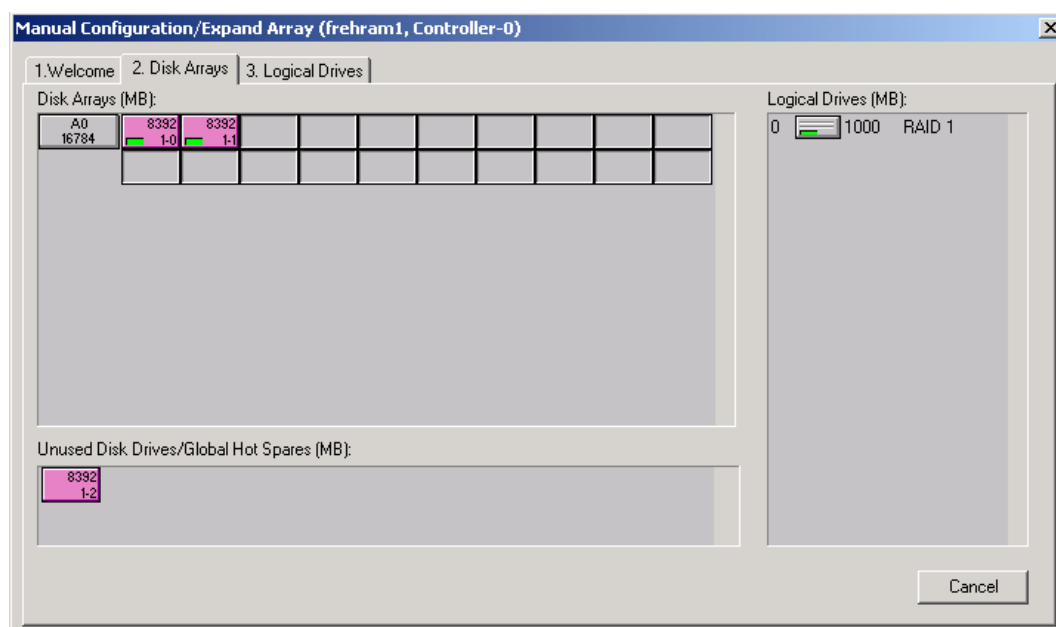 Manual Configuration/Expand Array (frehram1, Controller-0)
1.Welcome 2. Disk Arrays 3. Logical Drives
Disk Arrays (MB):
A0
16784
8392
1-0
8392
1-1
Logical Drives (MB):
0 1000 RAID 1
Unused Disk Drives/Global Hot Spares (MB):
8392
1-2
Cancel